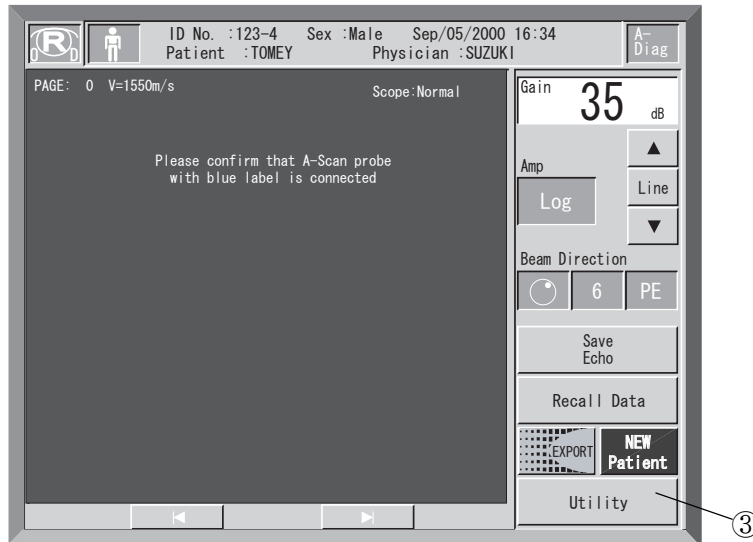 R
O D
ID No. :123-4 Sex :Male Sep/05/2000 16:34
Patient :TOMEY Physician :SUZUKI
A-
Diag
PAGE: 0 V=1550m/s
Scope:Normal
Please confirm that A-Scan probe
with blue label is connected
Gain 35 dB
▲
Amp
Log
Line
▼
Beam Direction
6 PE
Save
Echo
Recall Data
EXPORT
NEW
Patient
Utility
③